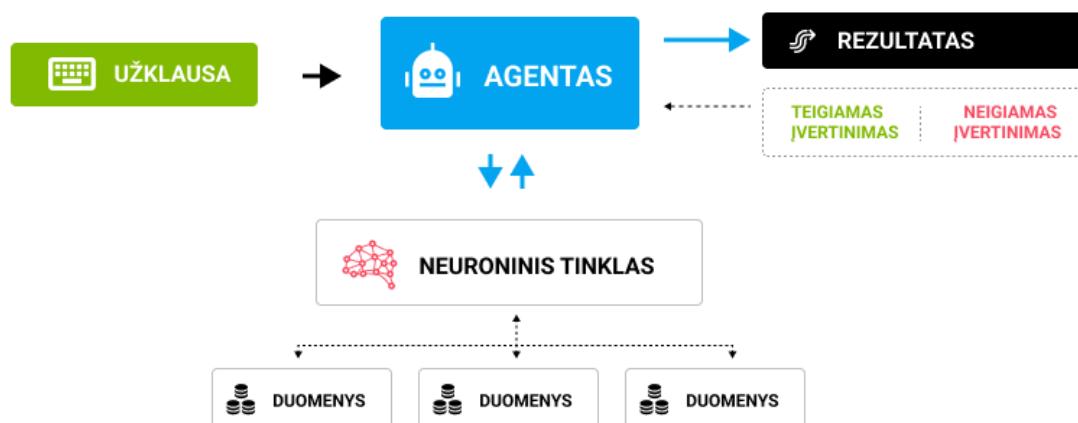 UŽKLAUSA
AGENTAS
REZULTATAS
TEIGIAMAS
ĮVERTINIMAS
NEIGIAMAS
ĮVERTINIMAS
NEURONINIS TINKLAS
DUOMENYS
DUOMENYS
DUOMENYS